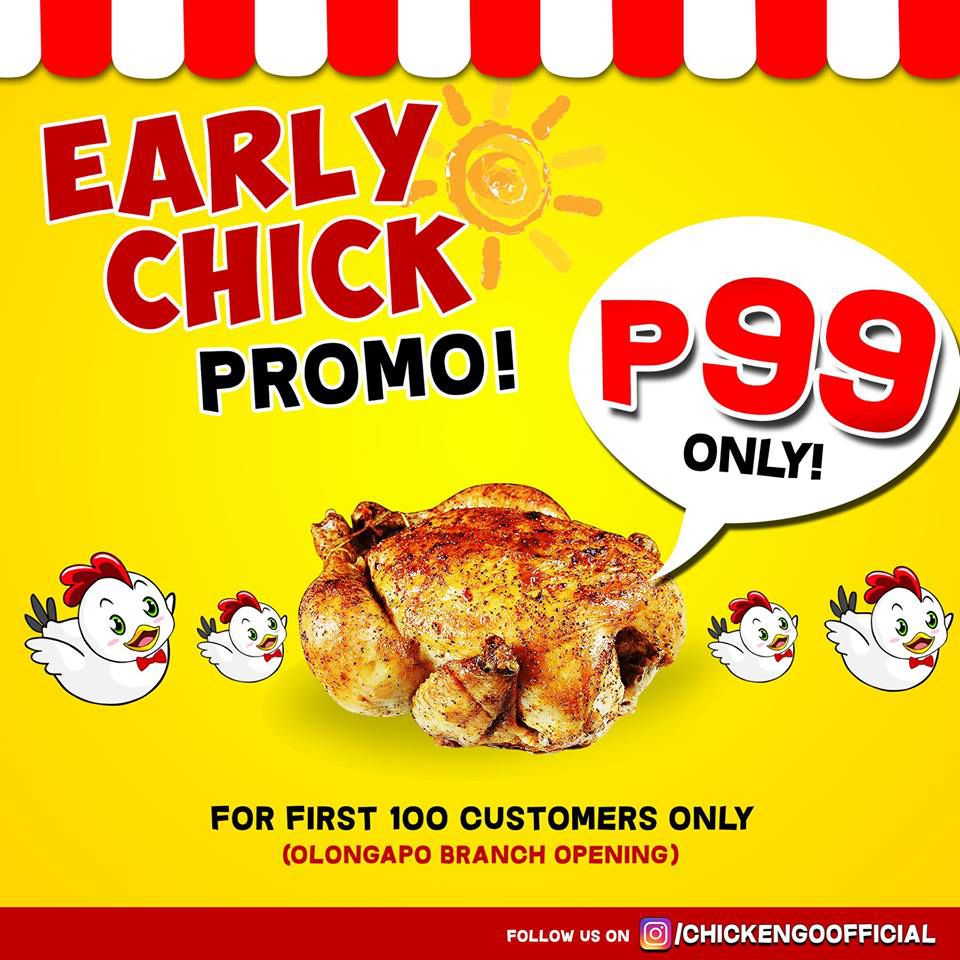 EARLY
CHICK
PROMO!
P99
ONLY!
FOR FIRST 100 CUSTOMERS ONLY
(OLONGAPO BRANCH OPENING)
FOLLOW US ON /CHICKENGOOFFICIAL